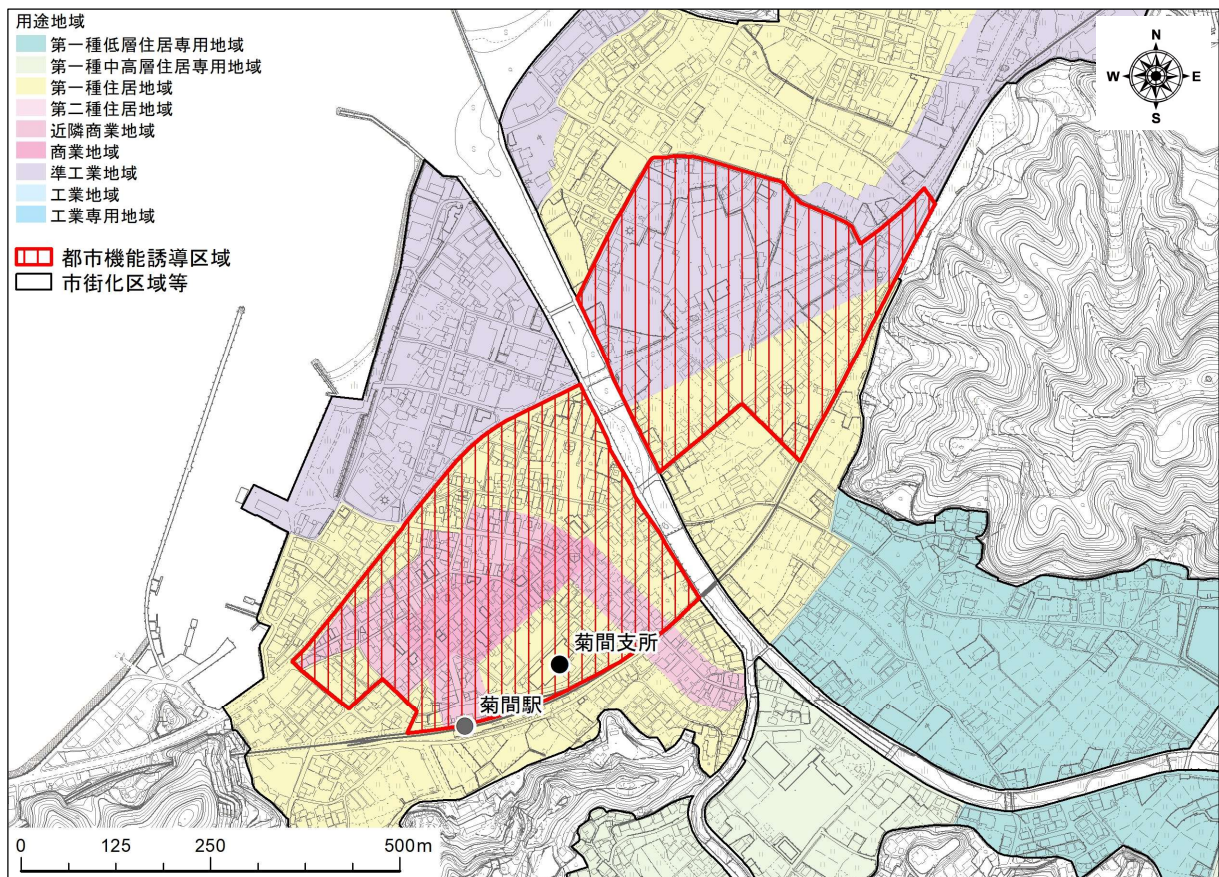 用途地域
第一種低層住居専用地域
第一種中高層住居専用地域
第一種住居地域
第二種住居地域
近隣商業地域
商業地域
準工業地域
工業地域
工業専用地域
都市機能誘導区域
市街化区域等
N
W E
S
菊間支所
菊間駅
0 125 250 500m